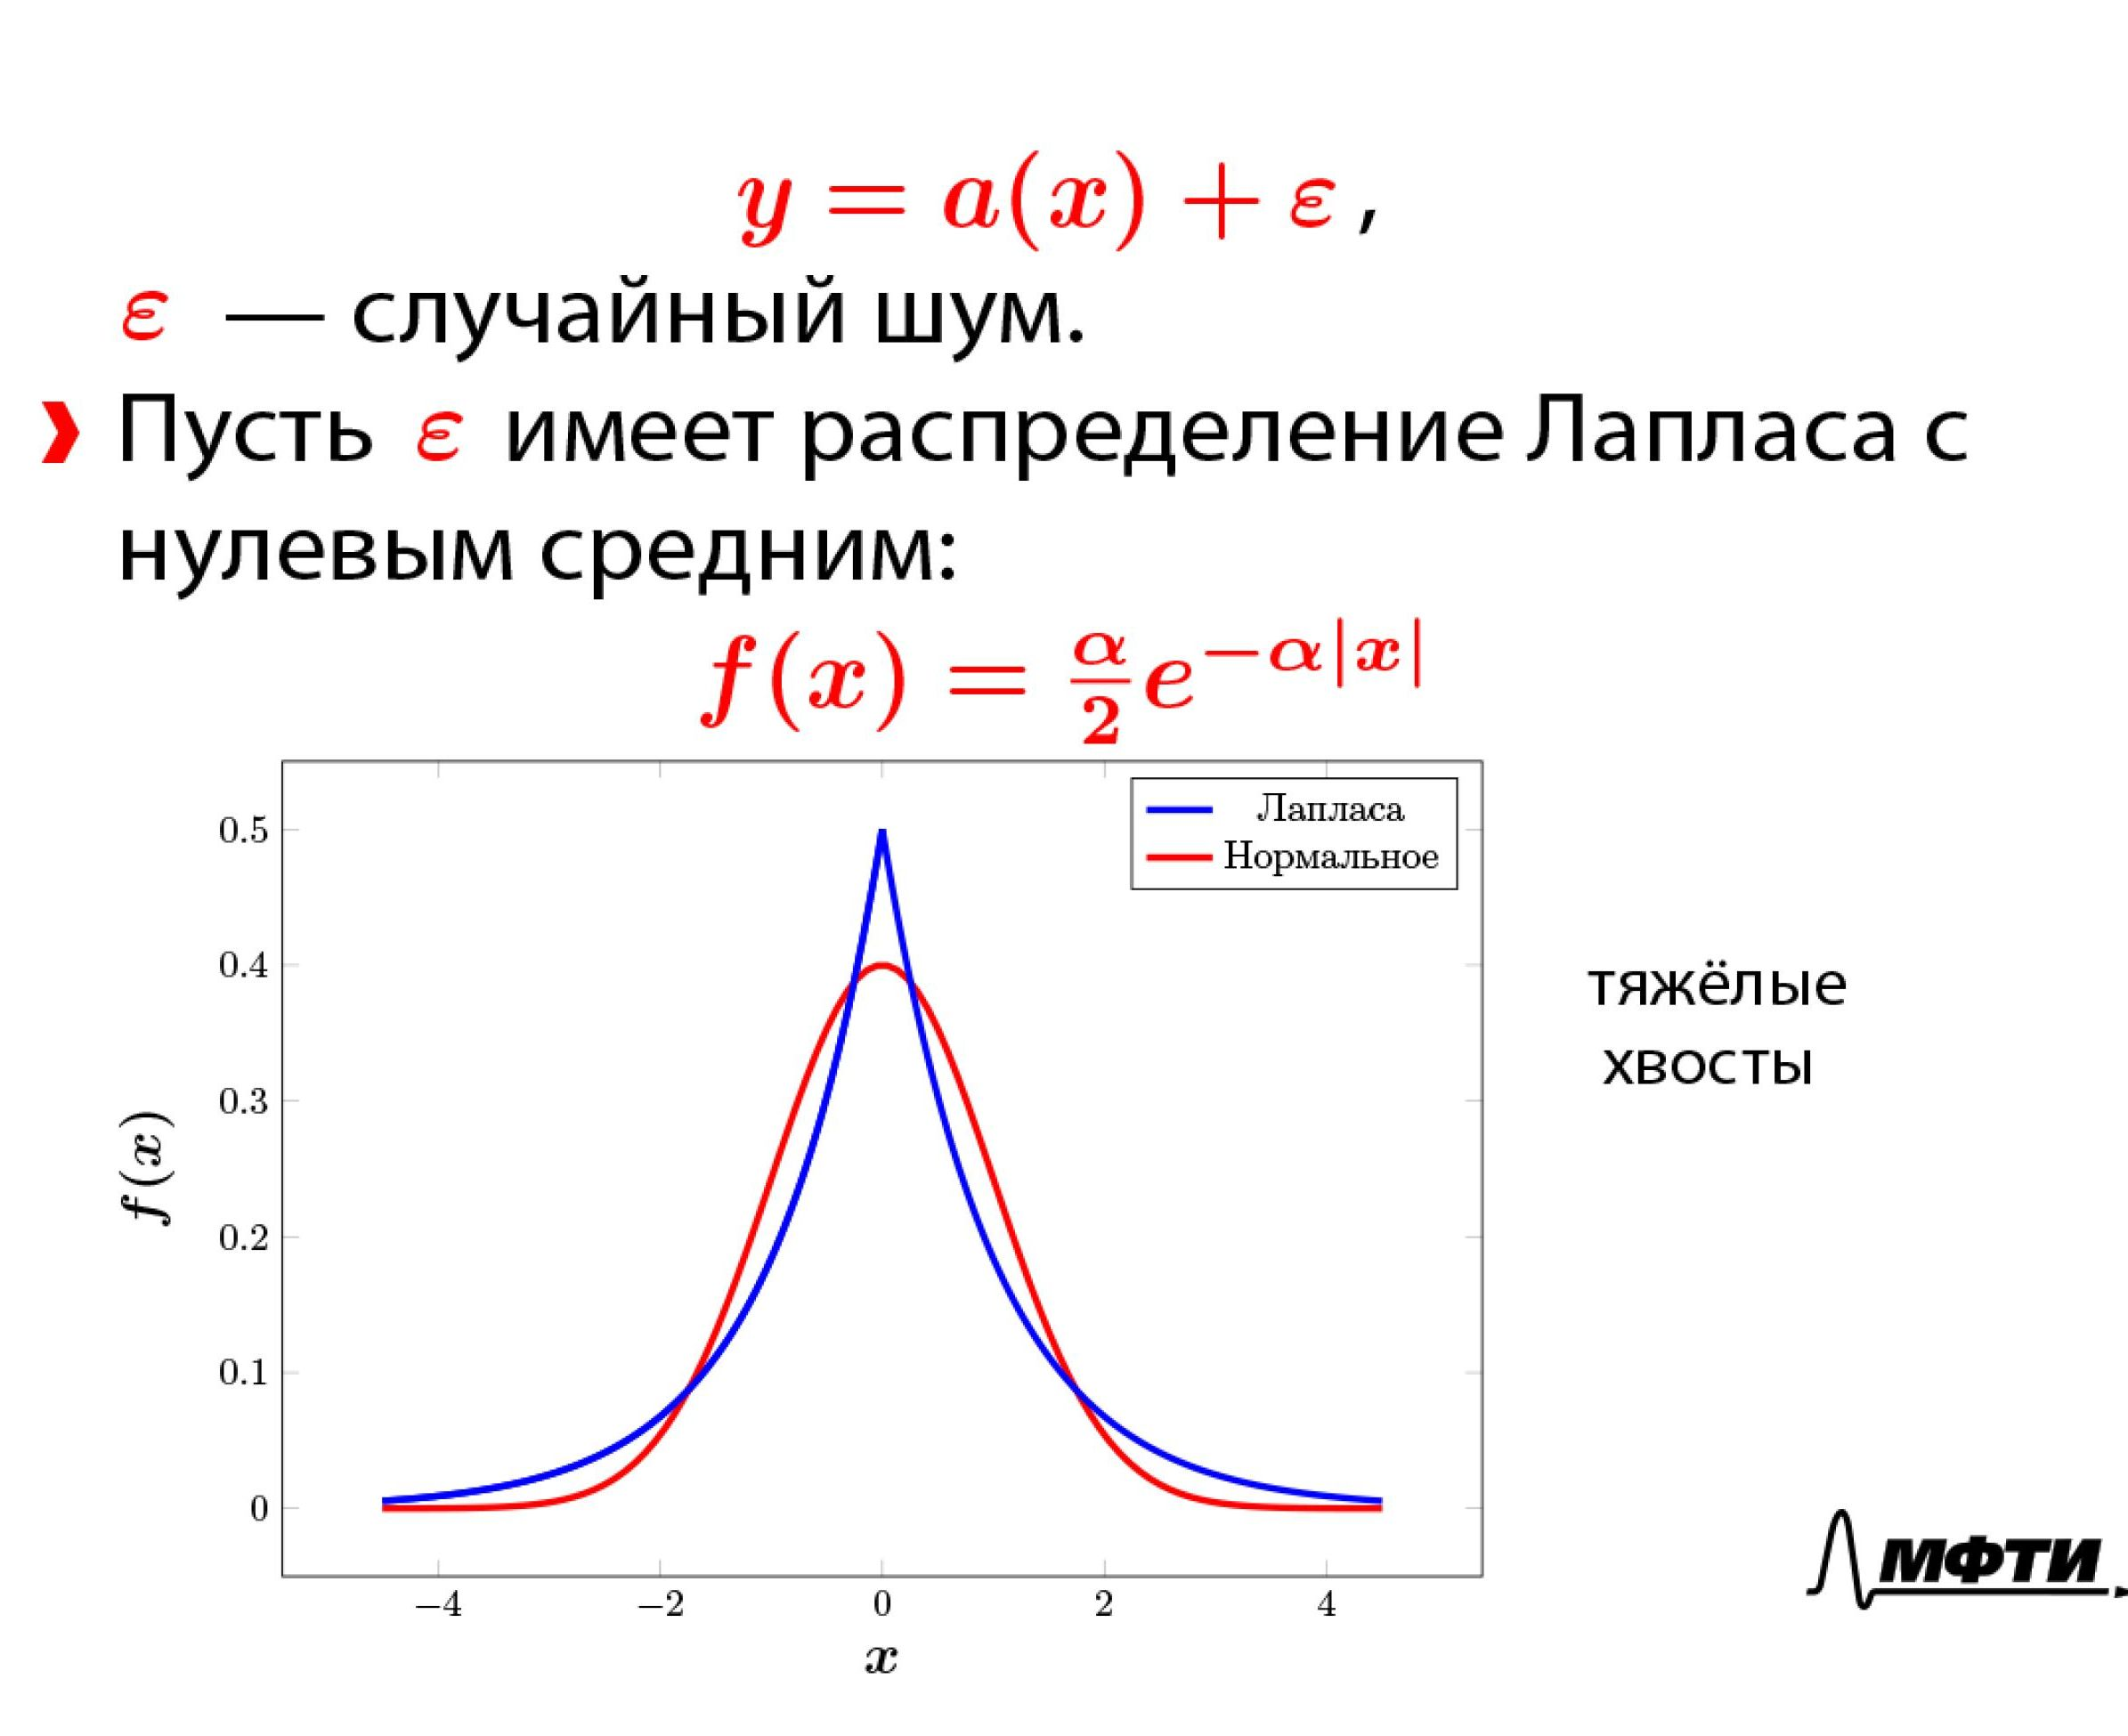 y = a(x) + ε ,
ε — случайный шум.
Пусть ε имеет распределение Лапласа с
нулевым средним:
f(x) = α/2 e^{−α|x|}
Лапласа
Нормальное
0.5
0.4
0.3
0.2
0.1
0
f(x)
−4 −2 0 2 4
x
тяжёлые
хвосты
МФТИ